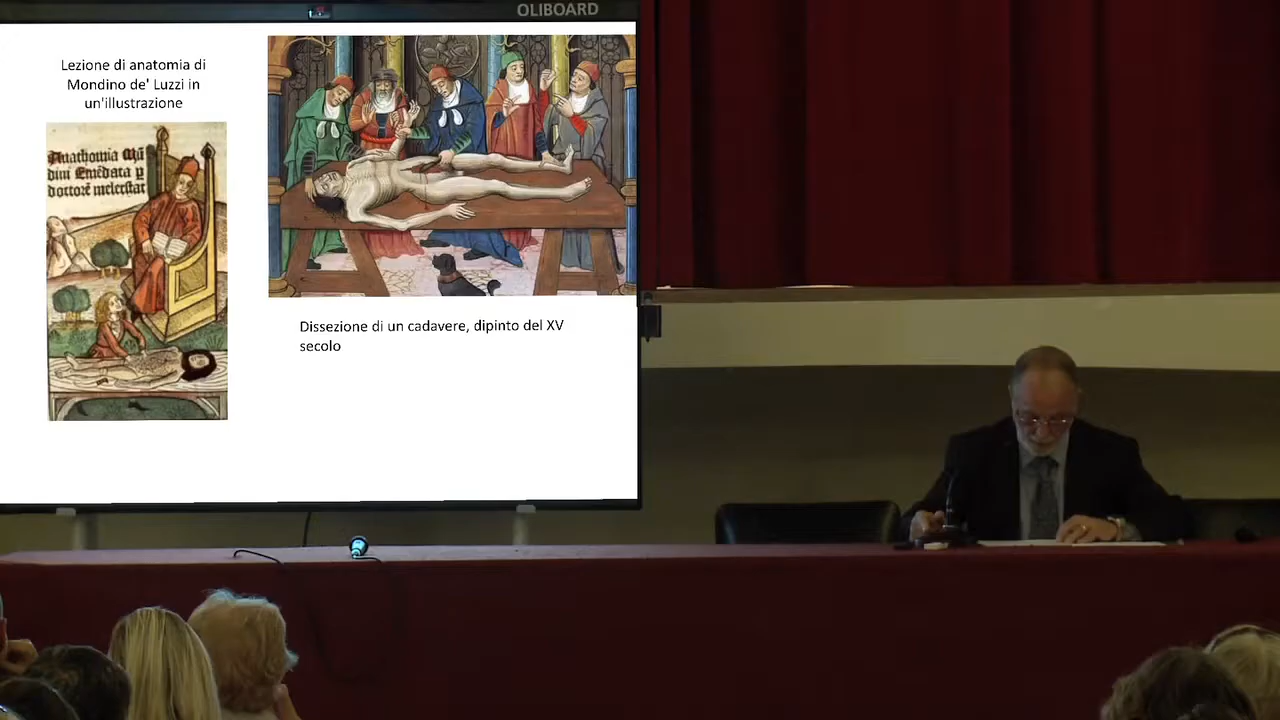 OLIBOARD
Lezione di anatomia di
Mondino de' Luzzi in
un'illustrazione
Dissezione di un cadavere, dipinto del XV
secolo